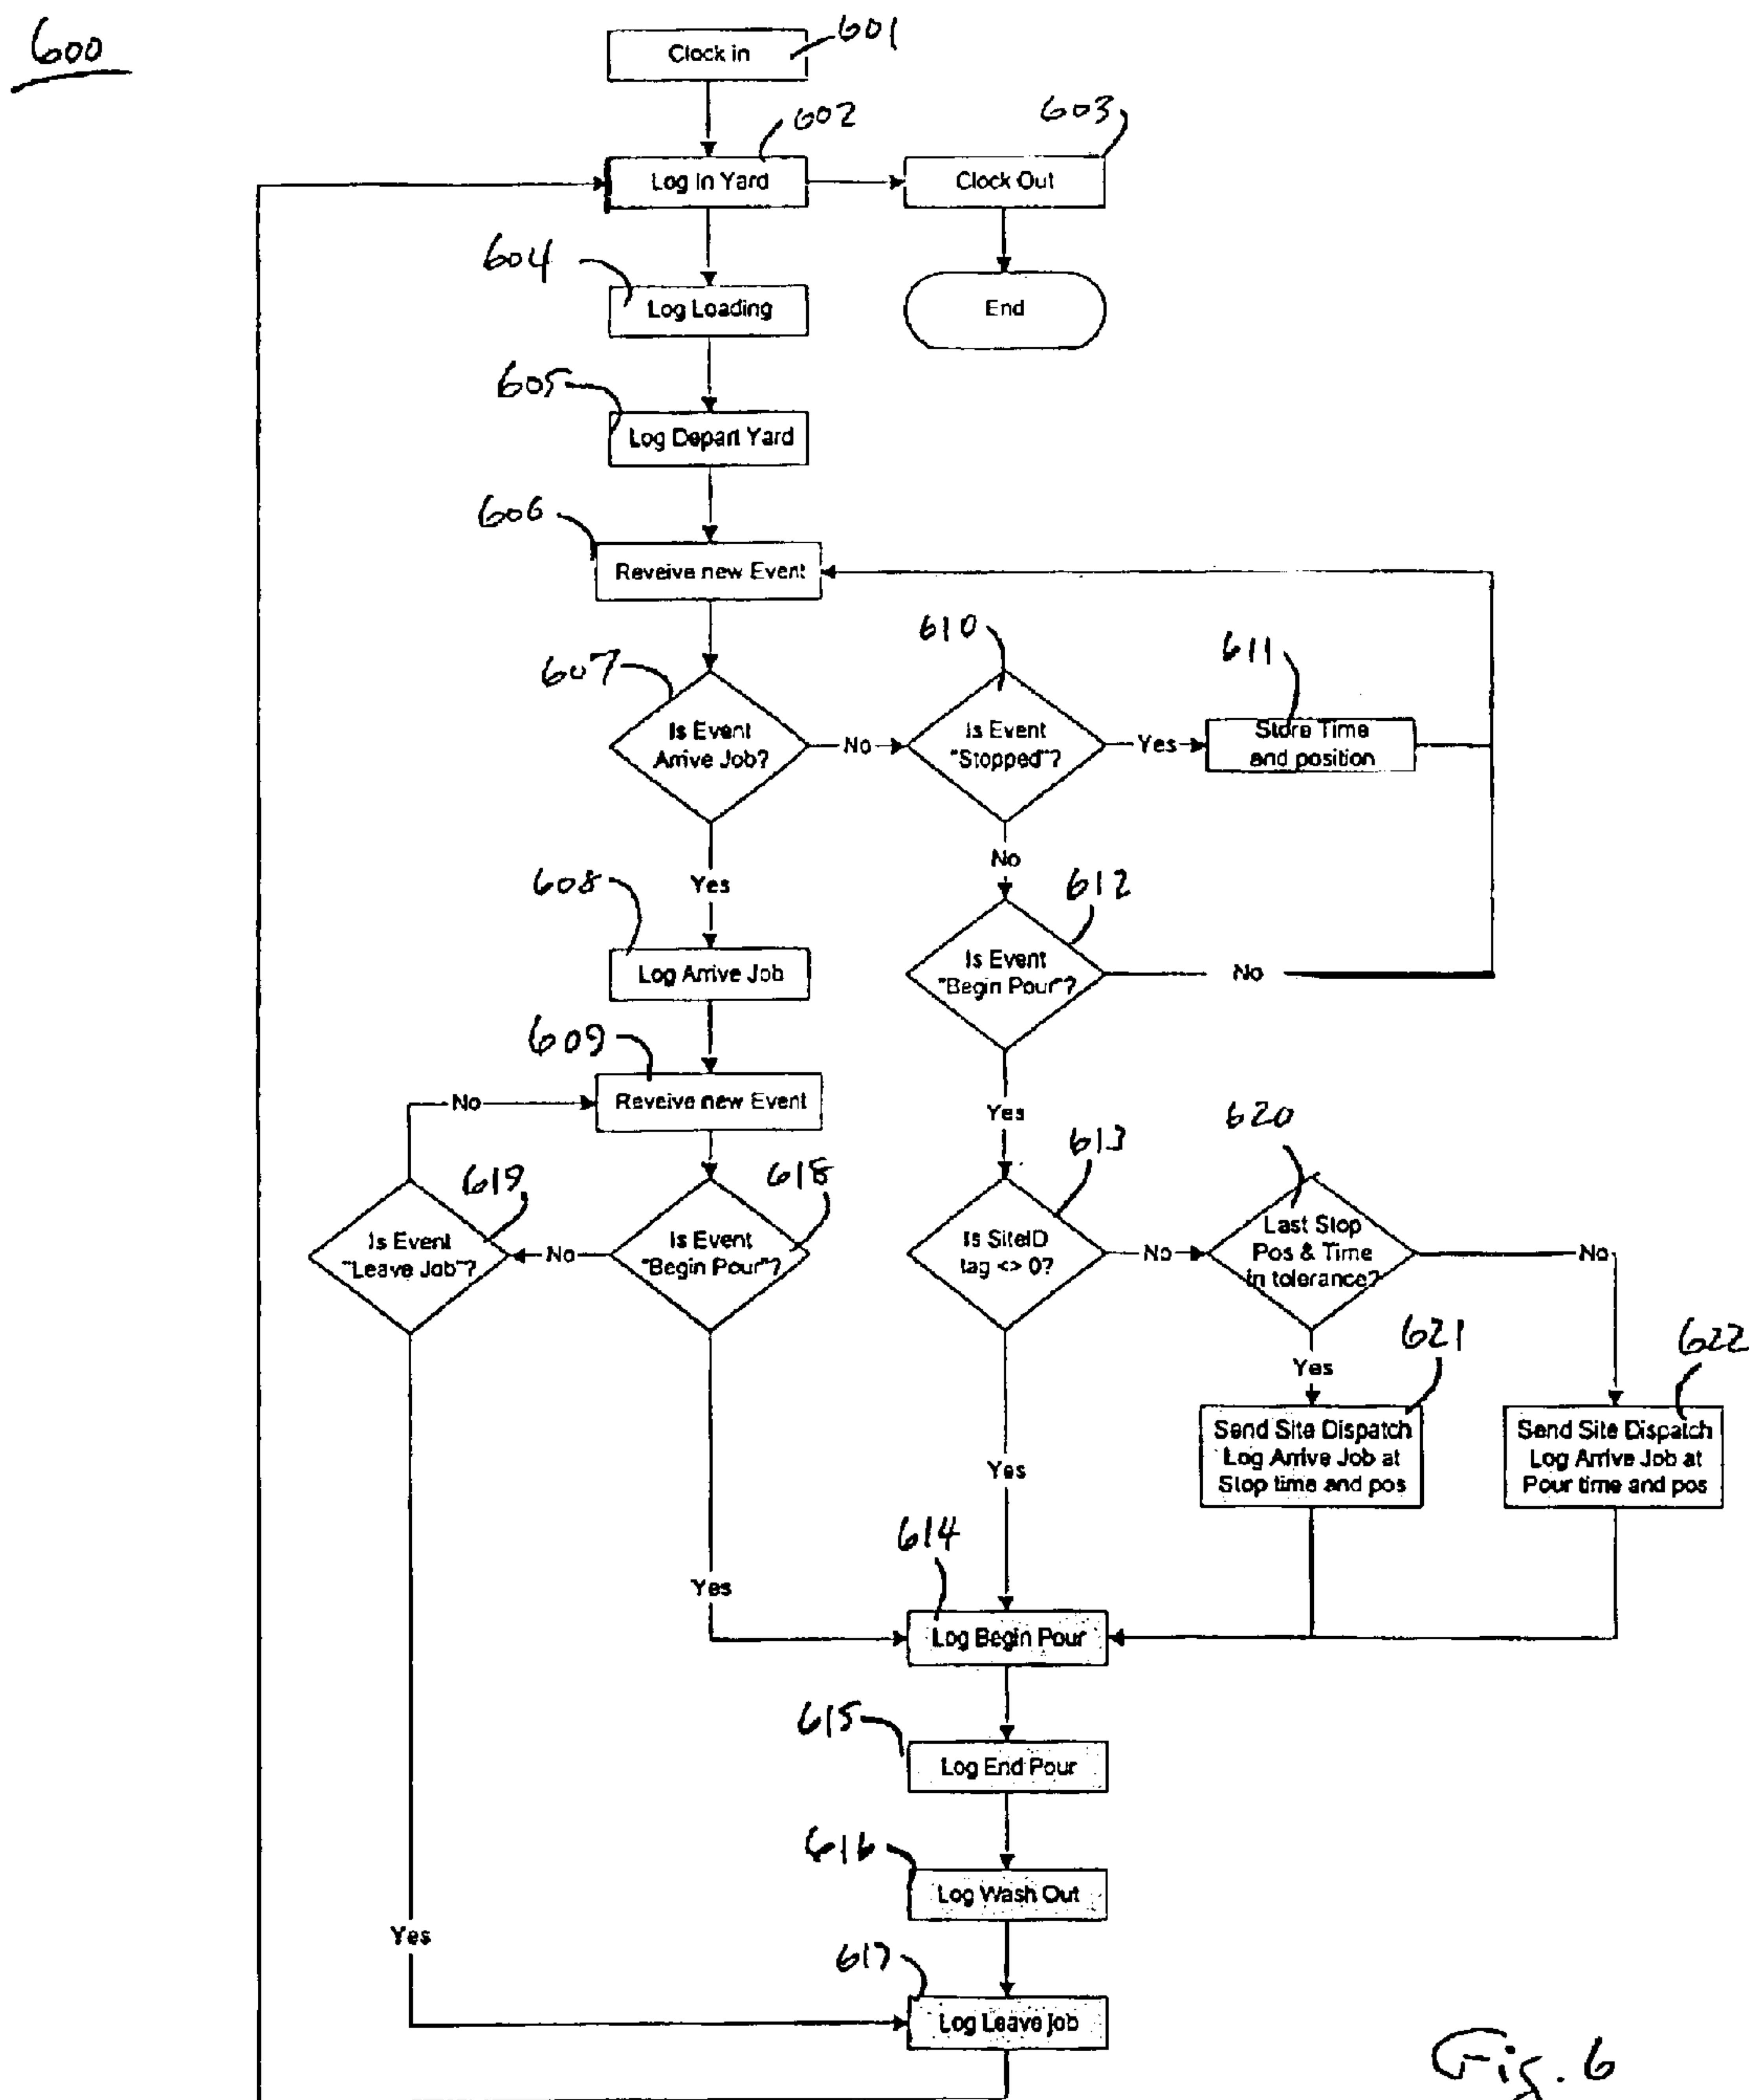 600
Clock in
601
602
603
Log In Yard
Clock Out
604
Log Loading
End
605
Log Depart Yard
606
Reveive new Event
607
610
611
Is Event
Arrive Job?
No
Is Event
"Stopped"?
Yes
Store Time
and position
No
608
Yes
612
Log Arrive Job
Is Event
"Begin Pour"?
No
609
No
Reveive new Event
Yes
613
620
619
618
Is Event
"Leave Job"?
No
Is Event
"Begin Pour"?
Is SiteID
tag <> 0?
No
Last Stop
Pos & Time
in tolerance?
No
621
622
Yes
Send Site Dispatch
Log Arrive Job at
Stop time and pos
Send Site Dispatch
Log Arrive Job at
Pour time and pos
Yes
614
Yes
Log Begin Pour
615
Log End Pour
616
Log Wash Out
Yes
617
Log Leave job
Fig. 6